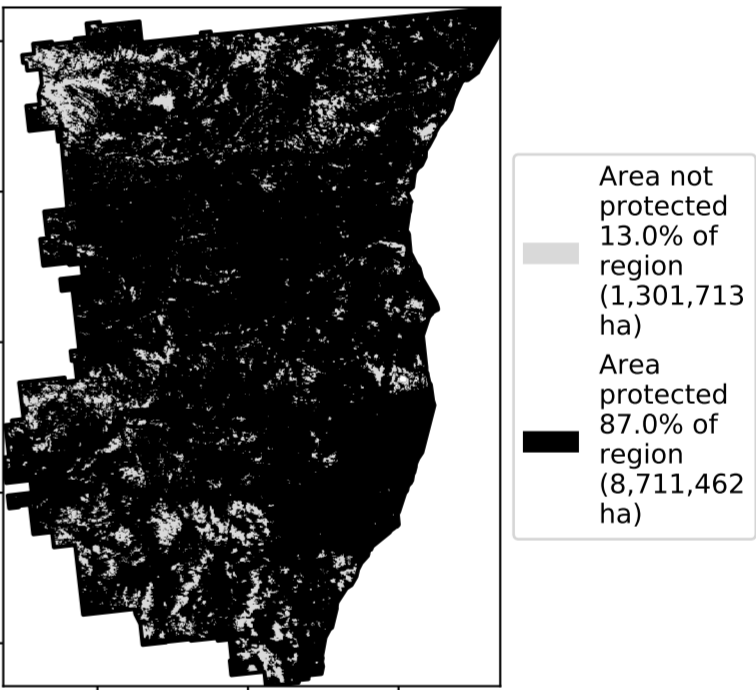 Area not
protected
13.0% of
region
(1,301,713
ha)
Area
protected
87.0% of
region
(8,711,462
ha)